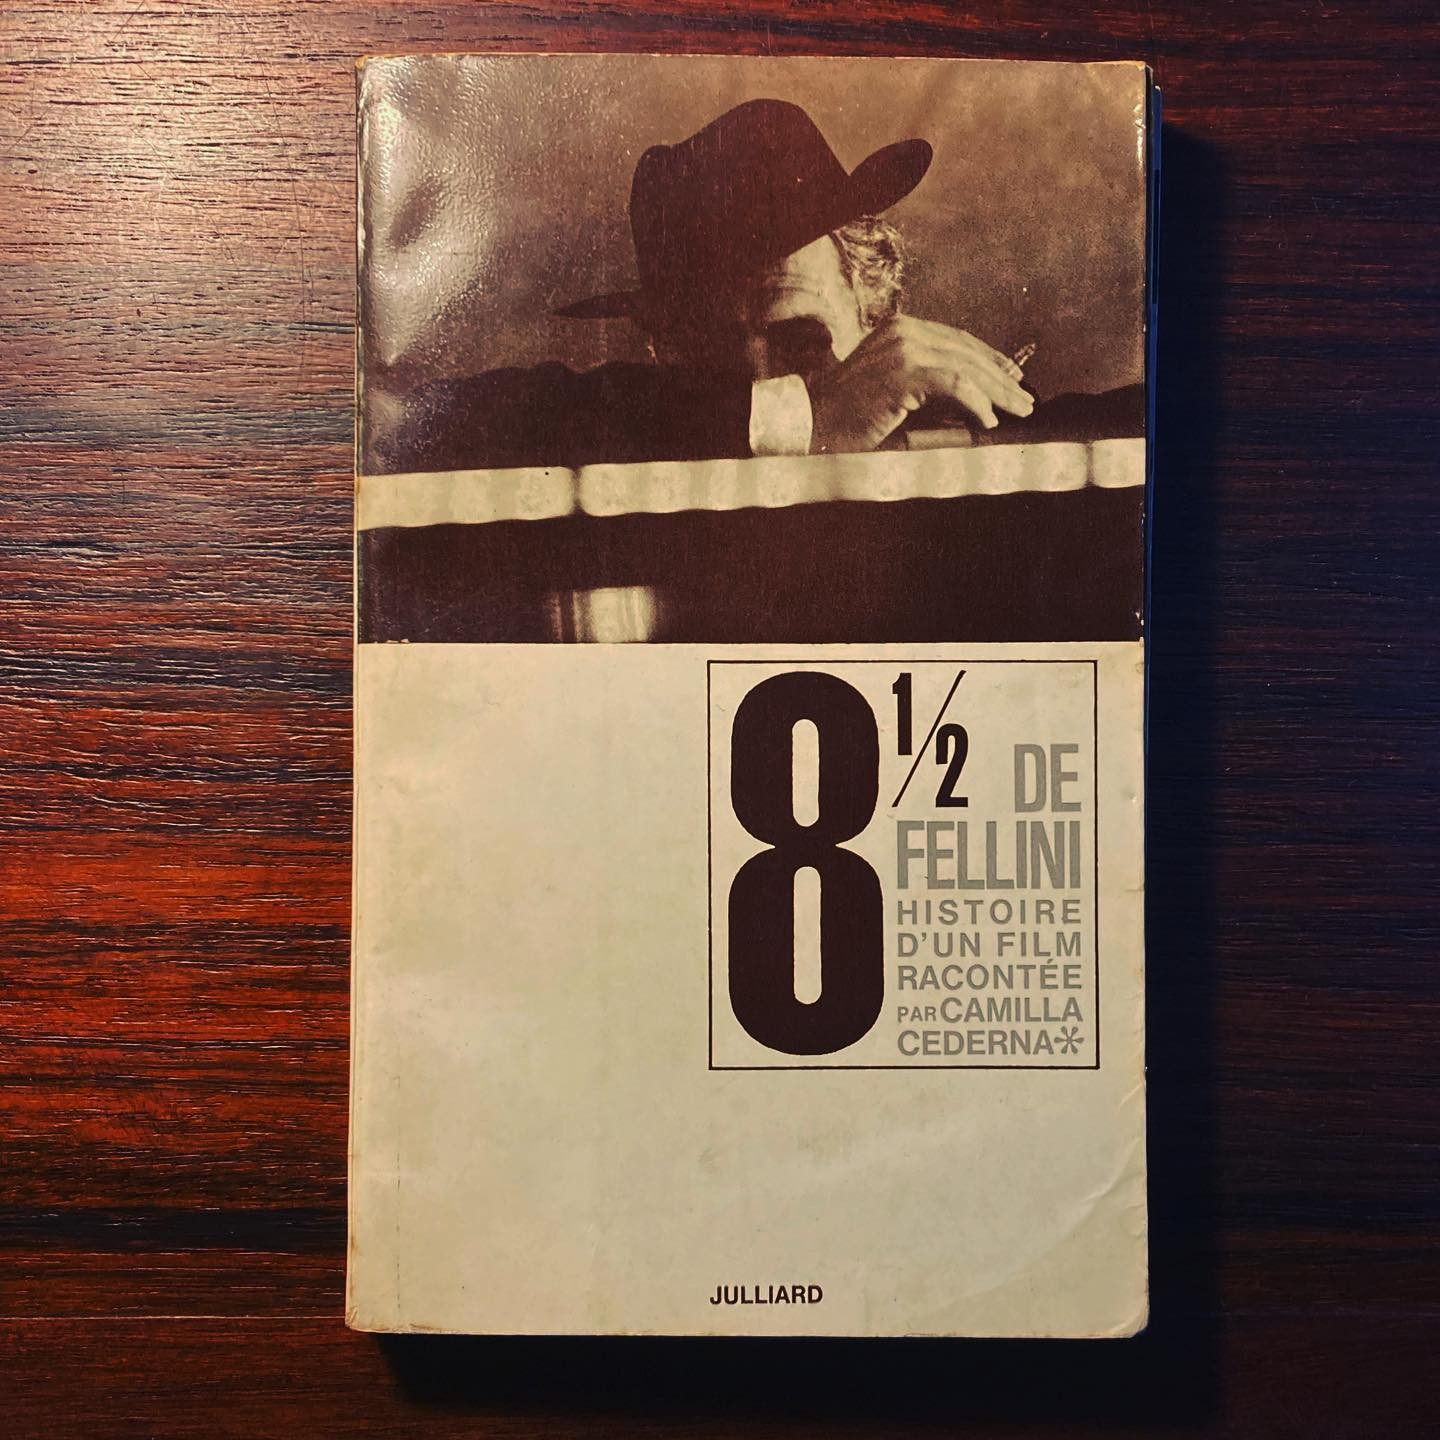 8 1/2 DE
FELLINI
HISTOIRE
D'UN FILM
RACONTÉE
PAR CAMILLA
CEDERNA*
JULLIARD